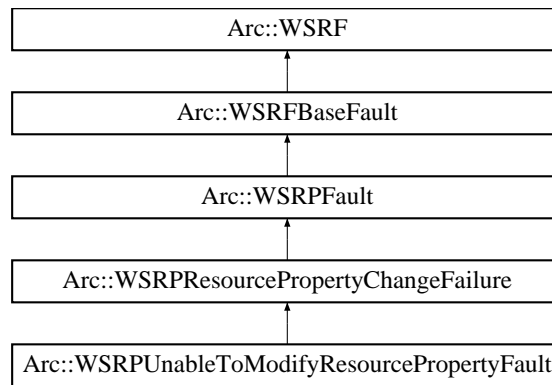 Arc::WSRF
Arc::WSRFBaseFault
Arc::WSRPFault
Arc::WSRPResourcePropertyChangeFailure
Arc::WSRPUnableToModifyResourcePropertyFault